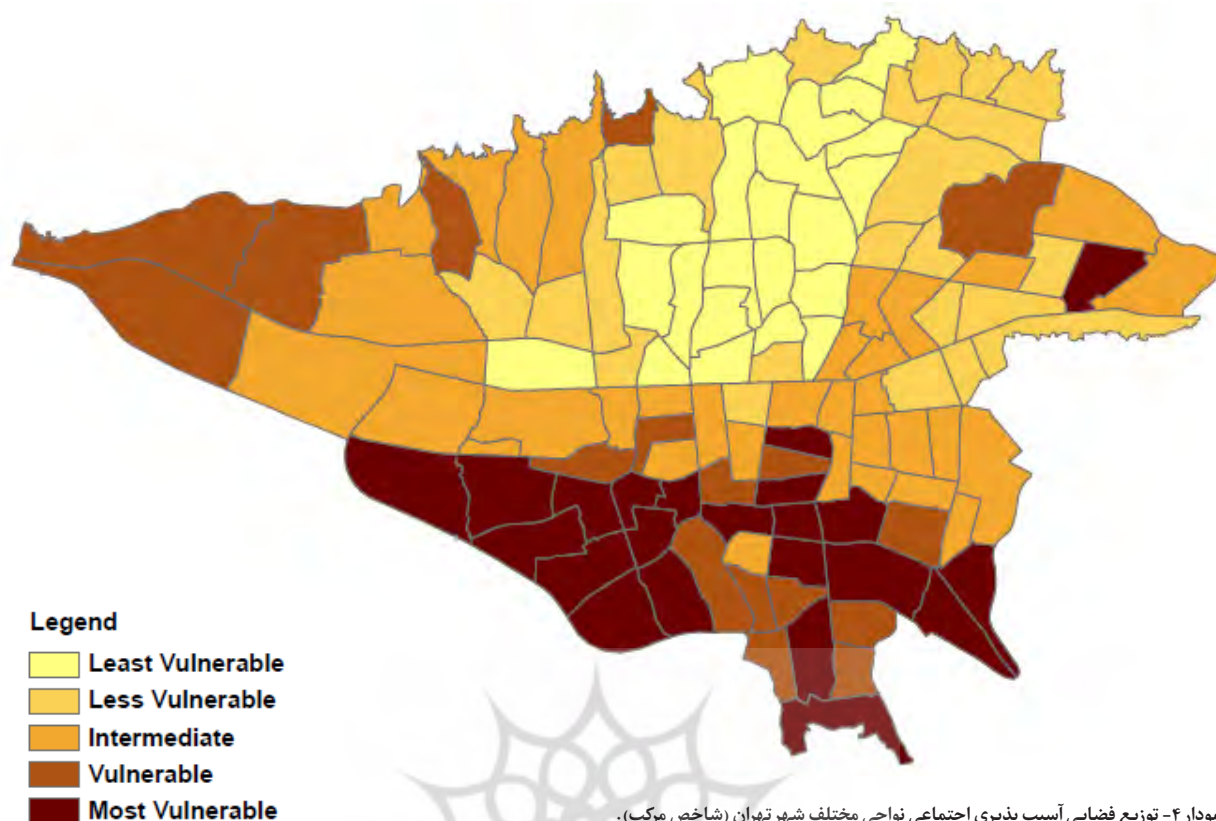 Legend
Least Vulnerable
Less Vulnerable
Intermediate
Vulnerable
Most Vulnerable
نمودار ۴- توزیع فضایی آسیب پذیری اجتماعی نواحی مختلف شهر تهران (شاخص مرکب).